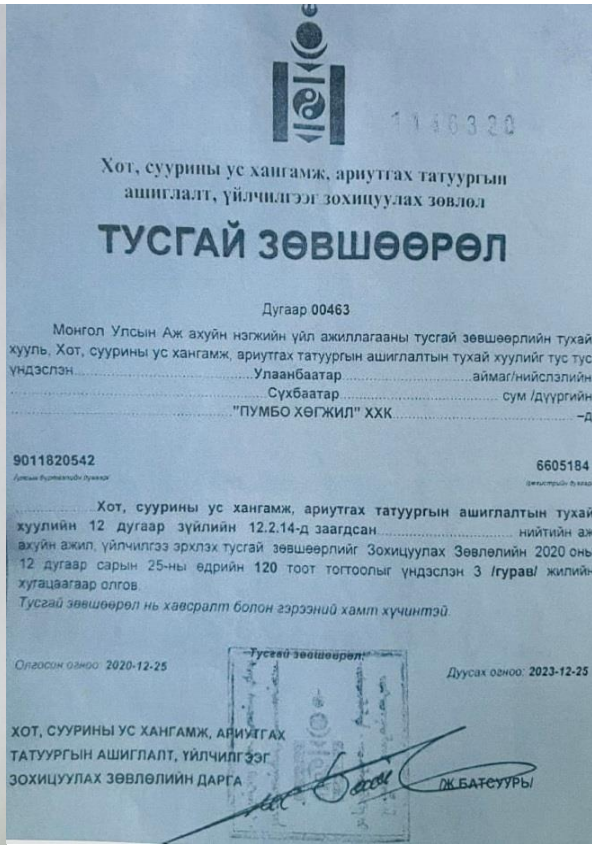 1146320
Хот, суурины ус хангамж, ариутгах татуургын
ашиглалт, үйлчилгээг зохицуулах зөвлөл
ТУСГАЙ ЗӨВШӨӨРӨЛ
Дугаар 00463
Монгол Улсын Аж ахуйн нэгжийн үйл ажиллагааны тусгай зөвшөөрлийн тухай
хууль, Хот, суурины ус хангамж, ариутгах татуургын ашиглалтын тухай хуулийг тус тус
үндэслэн....................Улаанбаатар....................аймаг/нийслэлийн
....................Сүхбаатар.................... сум /дүүргийн
...................."ПУМБО ХӨГЖИЛ" ХХК....................–д
9011820542 6605184
....................Хот, суурины ус хангамж, ариутгах татуургын ашиглалтын тухай
хуулийн 12 дугаар зүйлийн 12.2.14-д заагдсан.................... нийтийн аж
ахуйн ажил, үйлчилгээ эрхлэх тусгай зөвшөөрлийг Зохицуулах Зөвлөлийн 2020 оны
12 дугаар сарын 25-ны өдрийн 120 тоот тогтоолыг үндэслэн 3 /гурав/ жилийн
хугацаагаар олгов.
Тусгай зөвшөөрөл нь хавсралт болон гэрээний хамт хүчинтэй.
Тусгай зөвшөөрөл:
Олгосон огноо: 2020-12-25 Дуусах огноо: 2023-12-25
ХОТ, СУУРИНЫ УС ХАНГАМЖ, АРИУТГАХ
ТАТУУРГЫН АШИГЛАЛТ, ҮЙЛЧИЛГЭЭГ
ЗОХИЦУУЛАХ ЗӨВЛӨЛИЙН ДАРГА /Ж.БАТСУУРЬ/